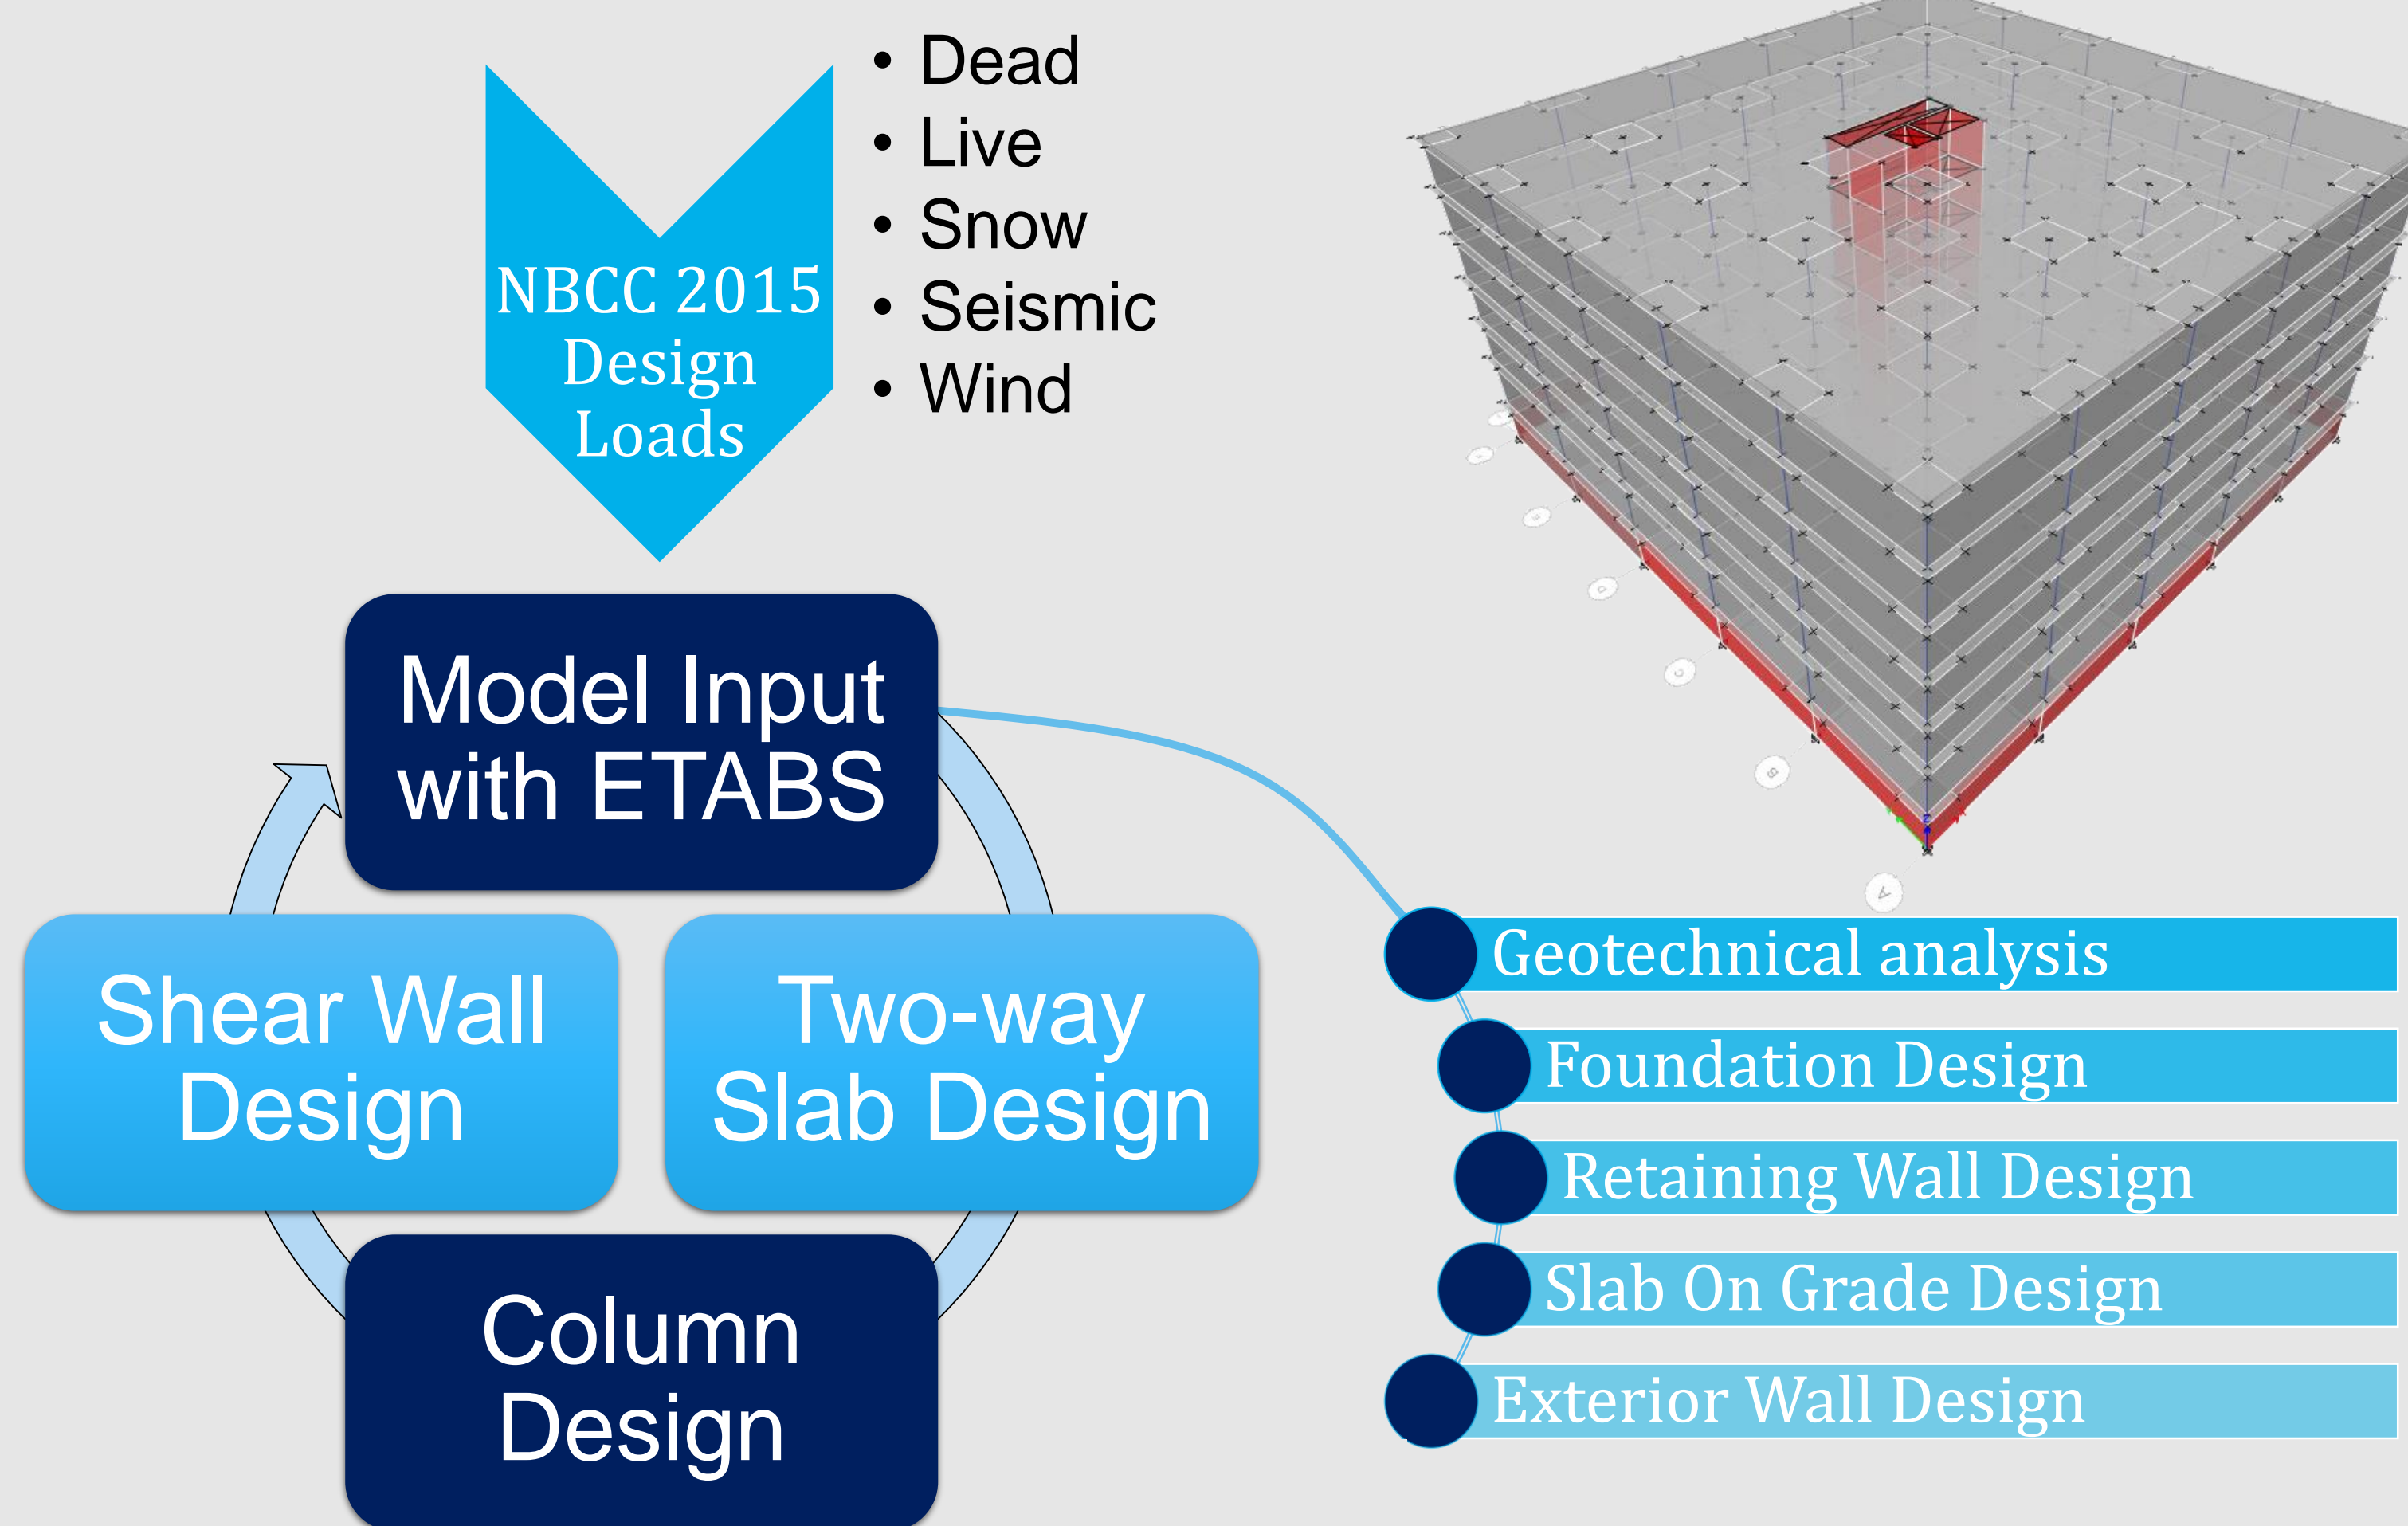 NBCC 2015
Design
Loads
• Dead
• Live
• Snow
• Seismic
• Wind
Model Input
with ETABS
Shear Wall
Design
Two-way
Slab Design
Column
Design
Z
D
C
B
A
Geotechnical analysis
Foundation Design
Retaining Wall Design
Slab On Grade Design
Exterior Wall Design